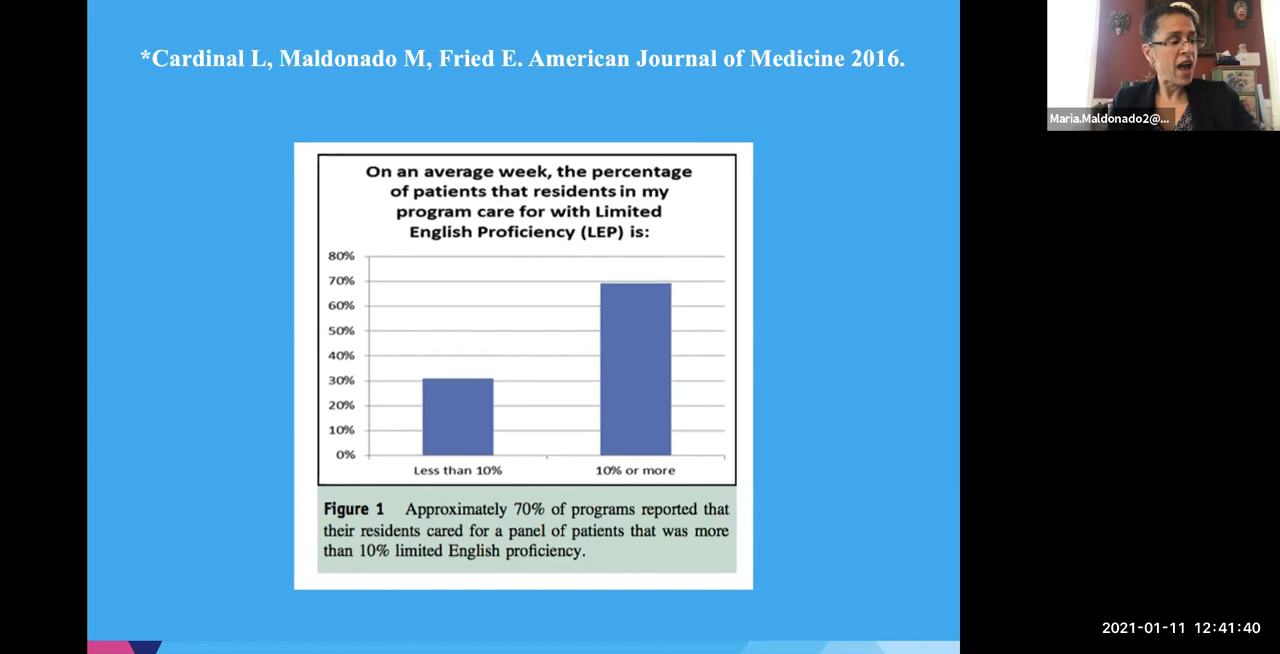 *Cardinal L, Maldonado M, Fried E. American Journal of Medicine 2016.
Maria.Maldonado2@...
On an average week, the percentage
of patients that residents in my
program care for with Limited
English Proficiency (LEP) is:
80%
70%
60%
50%
40%
30%
20%
10%
0%
Less than 10%
10% or more
Figure 1 Approximately 70% of programs reported that
their residents cared for a panel of patients that was more
than 10% limited English proficiency.
2021-01-11 12:41:40